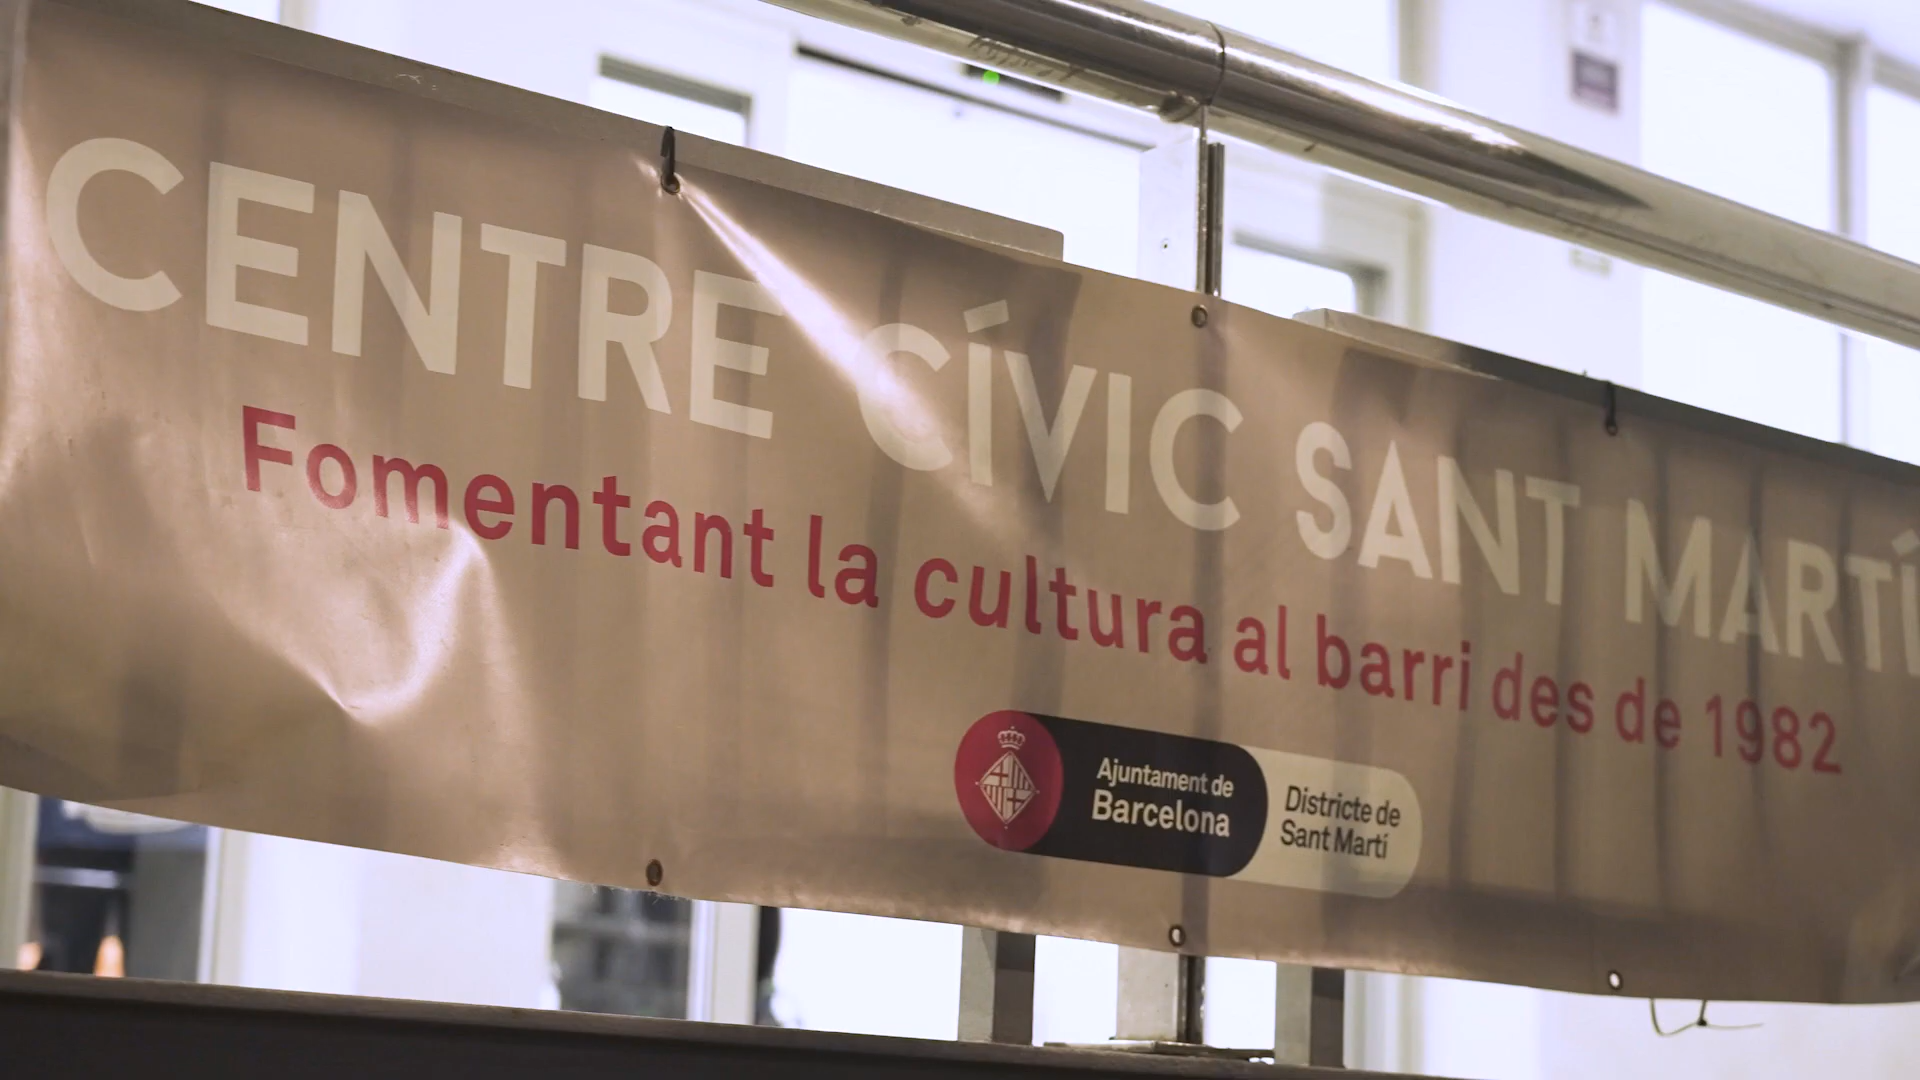 CENTRE CÍVIC SANT MARTÍ
Fomentant la cultura al barri des de 1982
Ajuntament de
Barcelona
Districte de
Sant Martí